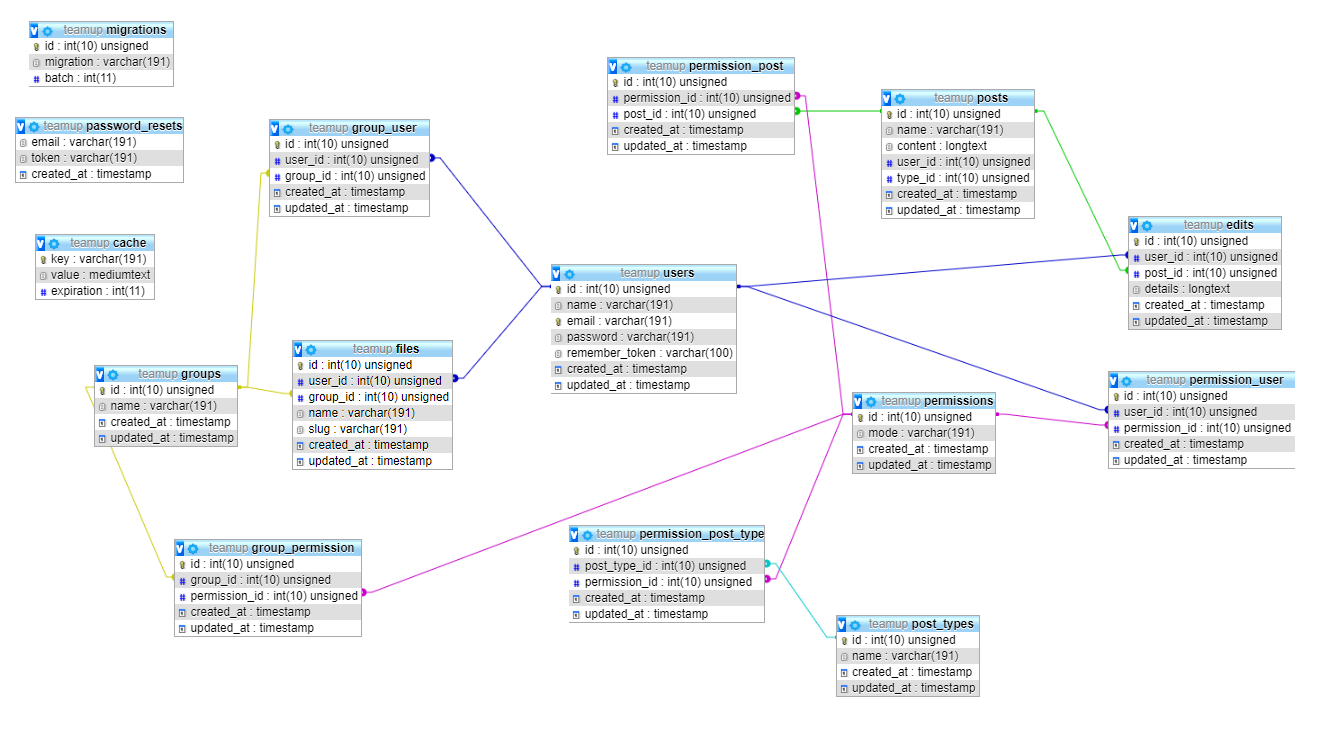 teamup migrations
id : int(10) unsigned
migration : varchar(191)
batch : int(11)
teamup password_resets
email : varchar(191)
token : varchar(191)
created_at : timestamp
teamup cache
key : varchar(191)
value : mediumtext
expiration : int(11)
teamup group_user
id : int(10) unsigned
user_id : int(10) unsigned
group_id : int(10) unsigned
created_at : timestamp
updated_at : timestamp
teamup files
id : int(10) unsigned
user_id : int(10) unsigned
group_id : int(10) unsigned
name : varchar(191)
slug : varchar(191)
created_at : timestamp
updated_at : timestamp
teamup groups
id : int(10) unsigned
name : varchar(191)
created_at : timestamp
updated_at : timestamp
teamup group_permission
id : int(10) unsigned
group_id : int(10) unsigned
permission_id : int(10) unsigned
created_at : timestamp
updated_at : timestamp
teamup users
id : int(10) unsigned
name : varchar(191)
email : varchar(191)
password : varchar(191)
remember_token : varchar(100)
created_at : timestamp
updated_at : timestamp
teamup permission_post
id : int(10) unsigned
permission_id : int(10) unsigned
post_id : int(10) unsigned
created_at : timestamp
updated_at : timestamp
teamup posts
id : int(10) unsigned
name : varchar(191)
content : longtext
user_id : int(10) unsigned
type_id : int(10) unsigned
created_at : timestamp
updated_at : timestamp
teamup edits
id : int(10) unsigned
user_id : int(10) unsigned
post_id : int(10) unsigned
details : longtext
created_at : timestamp
updated_at : timestamp
teamup permissions
id : int(10) unsigned
mode : varchar(191)
created_at : timestamp
updated_at : timestamp
teamup permission_user
id : int(10) unsigned
user_id : int(10) unsigned
permission_id : int(10) unsigned
created_at : timestamp
updated_at : timestamp
teamup permission_post_type
id : int(10) unsigned
post_type_id : int(10) unsigned
permission_id : int(10) unsigned
created_at : timestamp
updated_at : timestamp
teamup post_types
id : int(10) unsigned
name : varchar(191)
created_at : timestamp
updated_at : timestamp